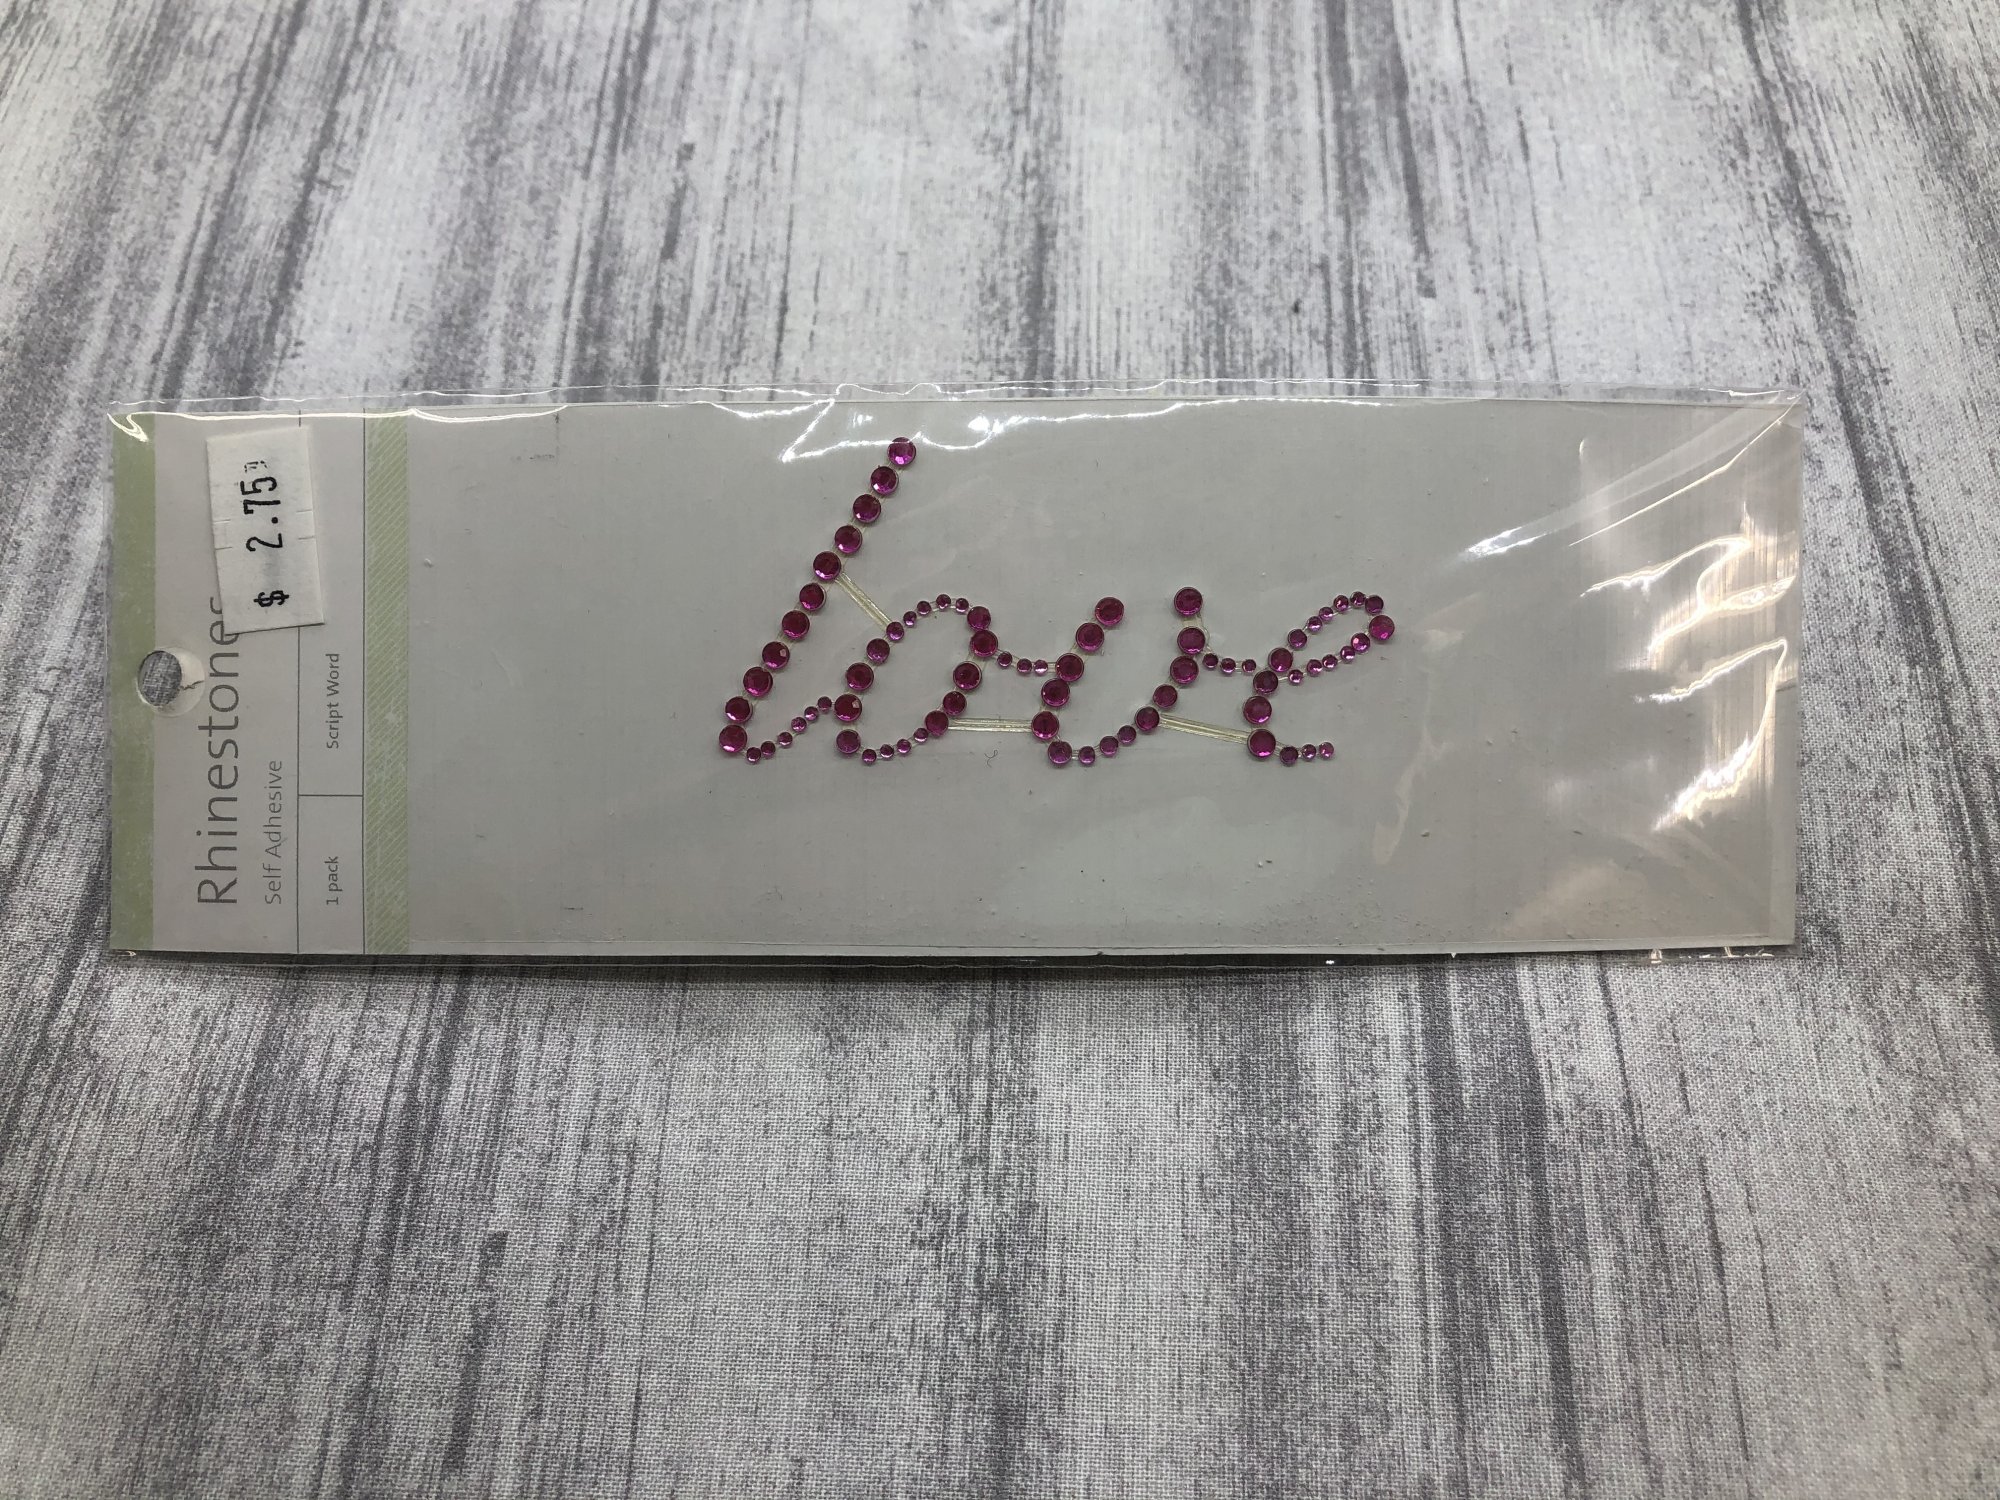 $ 2.75
Rhinestones
Self Adhesive
1 pack
Script Word
love